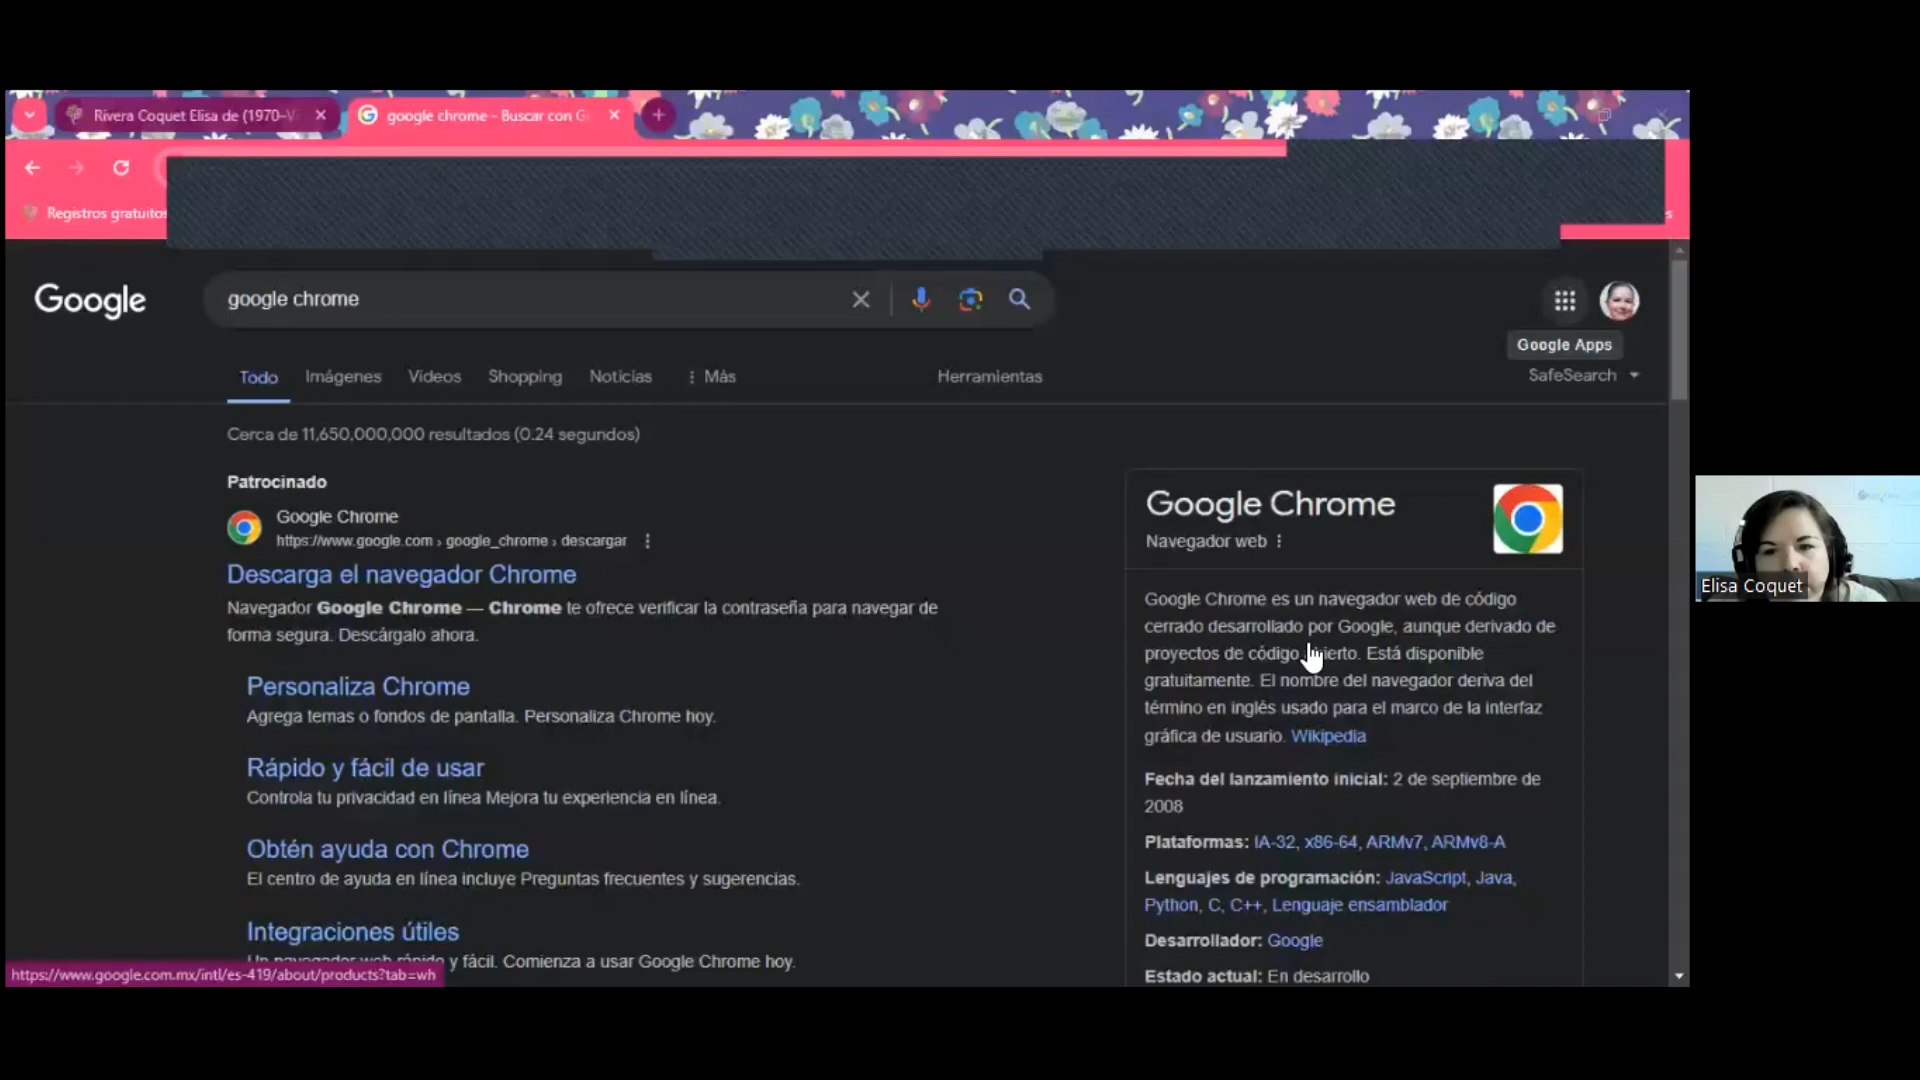 Rivera Coquet Elisa de (1970-V
google chrome - Buscar con G
Registros gratuitos
s
Google
google chrome
Google Apps
Todo
Imágenes
Videos
Shopping
Noticias
Más
Herramientas
SafeSearch
Cerca de 11,650,000,000 resultados (0.24 segundos)
Patrocinado
Google Chrome
https://www.google.com › google_chrome › descargar
Descarga el navegador Chrome
Navegador Google Chrome — Chrome te ofrece verificar la contraseña para navegar de
forma segura. Descárgalo ahora.
Personaliza Chrome
Agrega temas o fondos de pantalla. Personaliza Chrome hoy.
Rápido y fácil de usar
Controla tu privacidad en línea Mejora tu experiencia en línea.
Obtén ayuda con Chrome
El centro de ayuda en línea incluye Preguntas frecuentes y sugerencias.
Integraciones útiles
Un navegador web rápido y fácil. Comienza a usar Google Chrome hoy.
https://www.google.com.mx/intl/es-419/about/products?tab=wh
Google Chrome
Navegador web
Google Chrome es un navegador web de código
cerrado desarrollado por Google, aunque derivado de
proyectos de código abierto. Está disponible
gratuitamente. El nombre del navegador deriva del
término en inglés usado para el marco de la interfaz
gráfica de usuario. Wikipedia
Fecha del lanzamiento inicial: 2 de septiembre de
2008
Plataformas: IA-32, x86-64, ARMv7, ARMv8-A
Lenguajes de programación: JavaScript, Java,
Python, C, C++, Lenguaje ensamblador
Desarrollador: Google
Estado actual: En desarrollo
Elisa Coquet